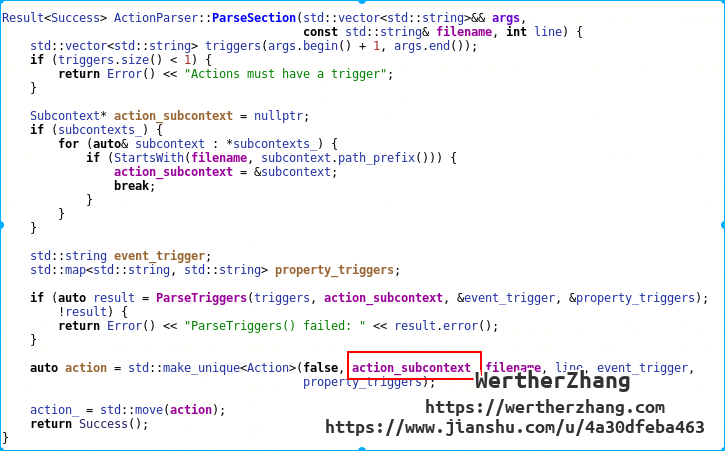 Result<Success> ActionParser::ParseSection(std::vector<std::string>&& args,
const std::string& filename, int line) {
std::vector<std::string> triggers(args.begin() + 1, args.end());
if (triggers.size() < 1) {
return Error() << "Actions must have a trigger";
}
Subcontext* action_subcontext = nullptr;
if (subcontexts_) {
for (auto& subcontext : *subcontexts_) {
if (StartsWith(filename, subcontext.path_prefix())) {
action_subcontext = &subcontext;
break;
}
}
}
std::string event_trigger;
std::map<std::string, std::string> property_triggers;
if (auto result = ParseTriggers(triggers, action_subcontext, &event_trigger, &property_triggers);
!result) {
return Error() << "ParseTriggers() failed: " << result.error();
}
auto action = std::make_unique<Action>(false, action_subcontext, filename, line, event_trigger,
property_triggers);
WertherZhang
action_ = std::move(action);
https://wertherzhang.com
return Success();
https://www.jianshu.com/u/4a30dfeba463
}